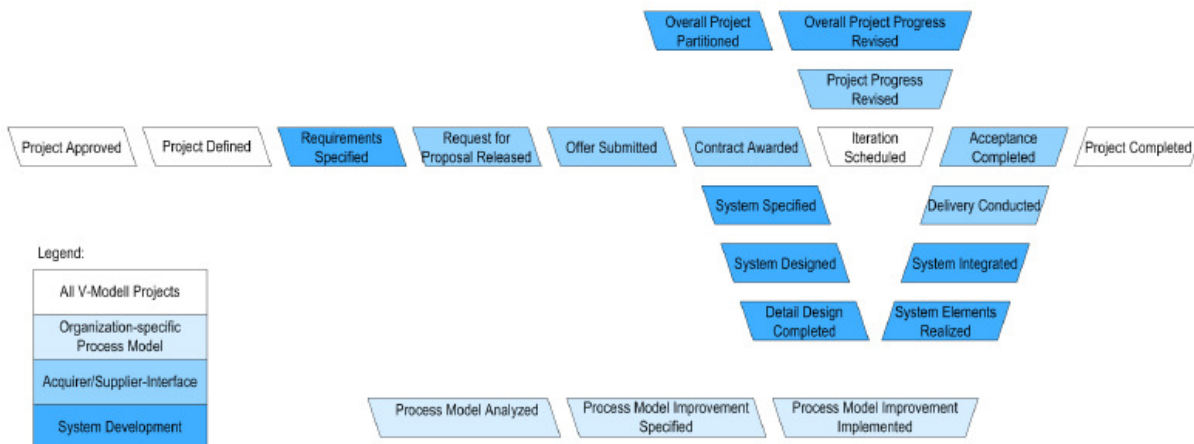 Overall Project
Partitioned
Overall Project Progress
Revised
Project Progress
Revised
Project Approved
Project Defined
Requirements
Specified
Request for
Proposal Released
Offer Submitted
Contract Awarded
Iteration
Scheduled
Acceptance
Completed
Project Completed
System Specified
Delivery Conducted
System Designed
System Integrated
Detail Design
Completed
System Elements
Realized
Legend:
All V-Modell Projects
Organization-specific
Process Model
Acquirer/Supplier-Interface
System Development
Process Model Analyzed
Process Model Improvement
Specified
Process Model Improvement
Implemented